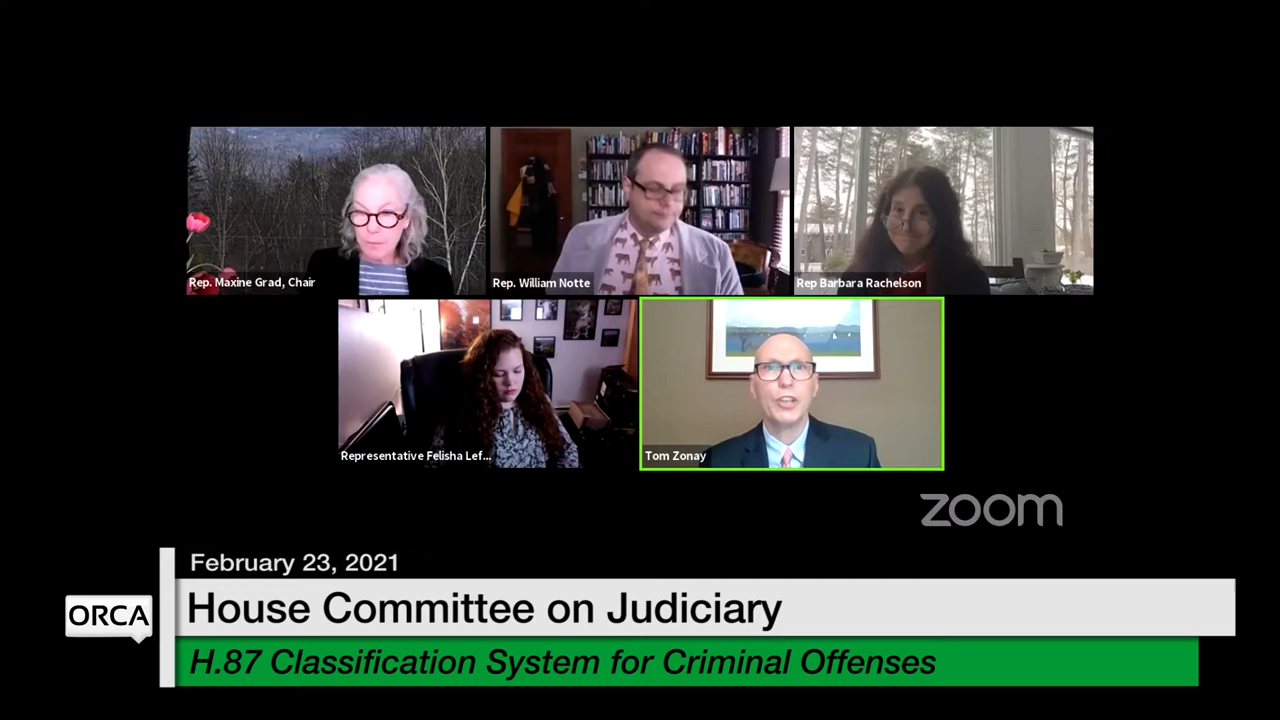 Rep. Maxine Grad, Chair
Rep. William Notte
Rep Barbara Rachelson
Representative Felisha Lef...
Tom Zonay
zoom
February 23, 2021
ORCA
House Committee on Judiciary
H.87 Classification System for Criminal Offenses